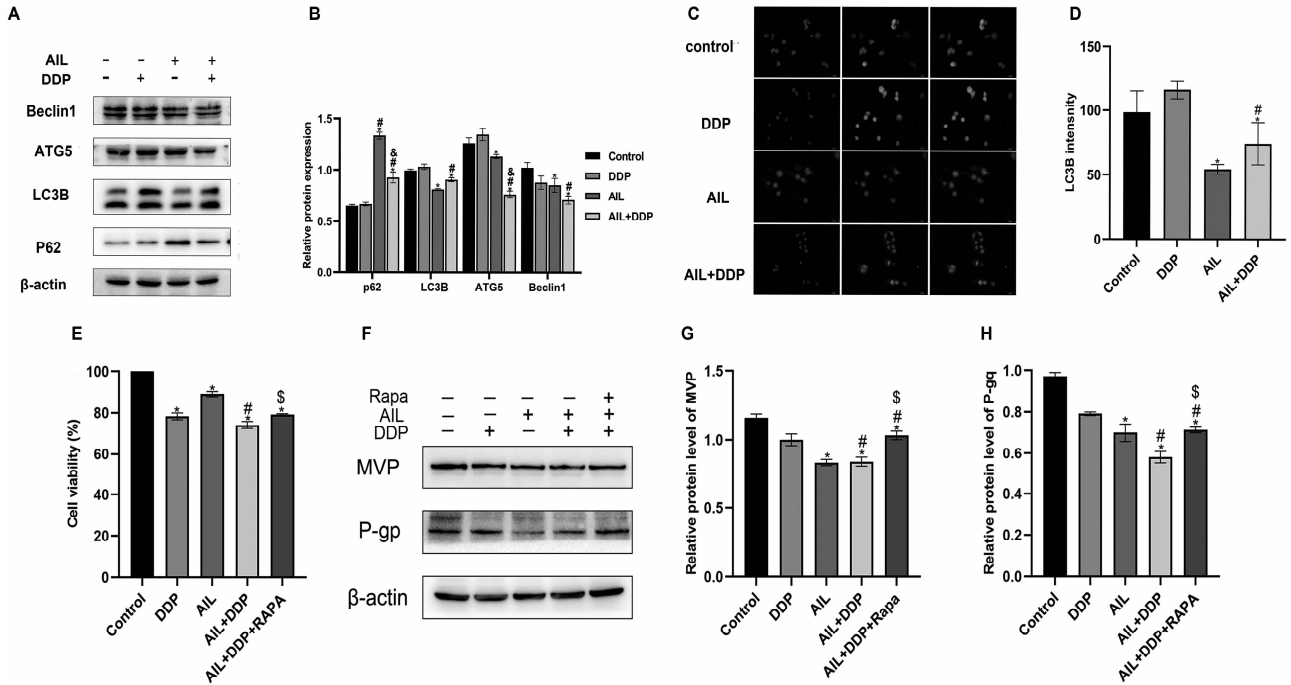 A
AIL - - + +
DDP - + - +
Beclin1
ATG5
LC3B
P62
β-actin
B
Relative protein expression
1.5
1.0
0.5
0.0
# * & # * * # * & # * * # *
p62 LC3B ATG5 Beclin1
Control
DDP
AIL
AIL+DDP
C
control
DDP
AIL
AIL+DDP
D
LC3B intensnity
150
100
50
0
* # *
Control DDP AIL AIL+DDP
E
Cell viability (%)
100
80
60
40
20
0
* * # * $ *
Control DDP AIL AIL+DDP AIL+DDP+RAPA
F
Rapa - - - - +
AIL - - + + +
DDP - + - + +
MVP
P-gp
β-actin
G
Relative protein level of MVP
1.5
1.0
0.5
0.0
* # * $ # *
Control DDP AIL AIL+DDP AIL+DDP+Rapa
H
Relative protein level of P-gq
1.0
0.8
0.6
0.4
0.2
0.0
* # * $ # *
Control DDP AIL AIL+DDP AIL+DDP+RAPA